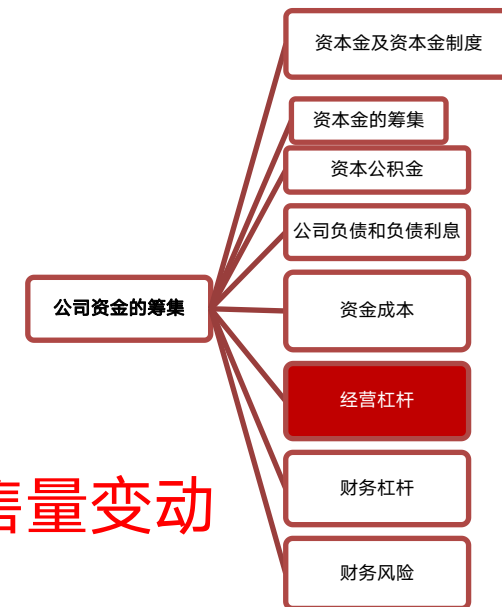 资本金及资本金制度
资本金的筹集
资本公积金
公司负债和负债利息
公司资金的筹集
资金成本
经营杠杆
财务杠杆
售量变动
财务风险